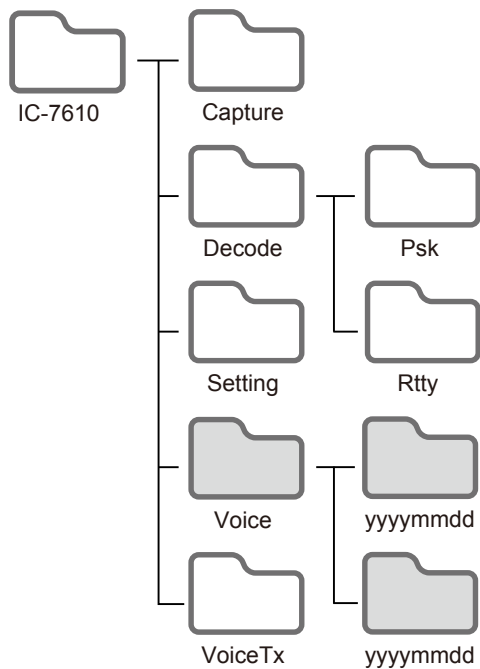 IC-7610
Capture
Decode
Psk
Setting
Rtty
Voice
yyyymmdd
VoiceTx
yyyymmdd